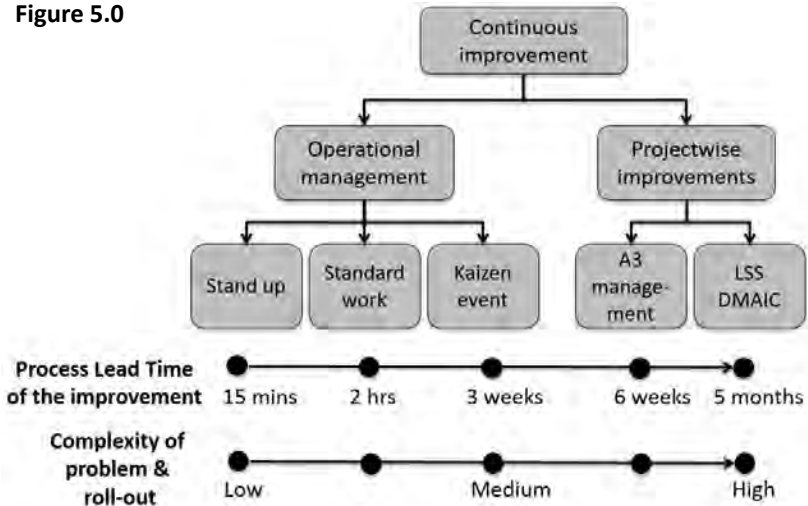 Figure 5.0
Continuous
improvement
Operational
management
Projectwise
improvements
Stand up
Standard
work
Kaizen
event
A3
manage-
ment
LSS
DMAIC
Process Lead Time
of the improvement
15 mins
2 hrs
3 weeks
6 weeks
5 months
Complexity of
problem &
roll-out
Low
Medium
High